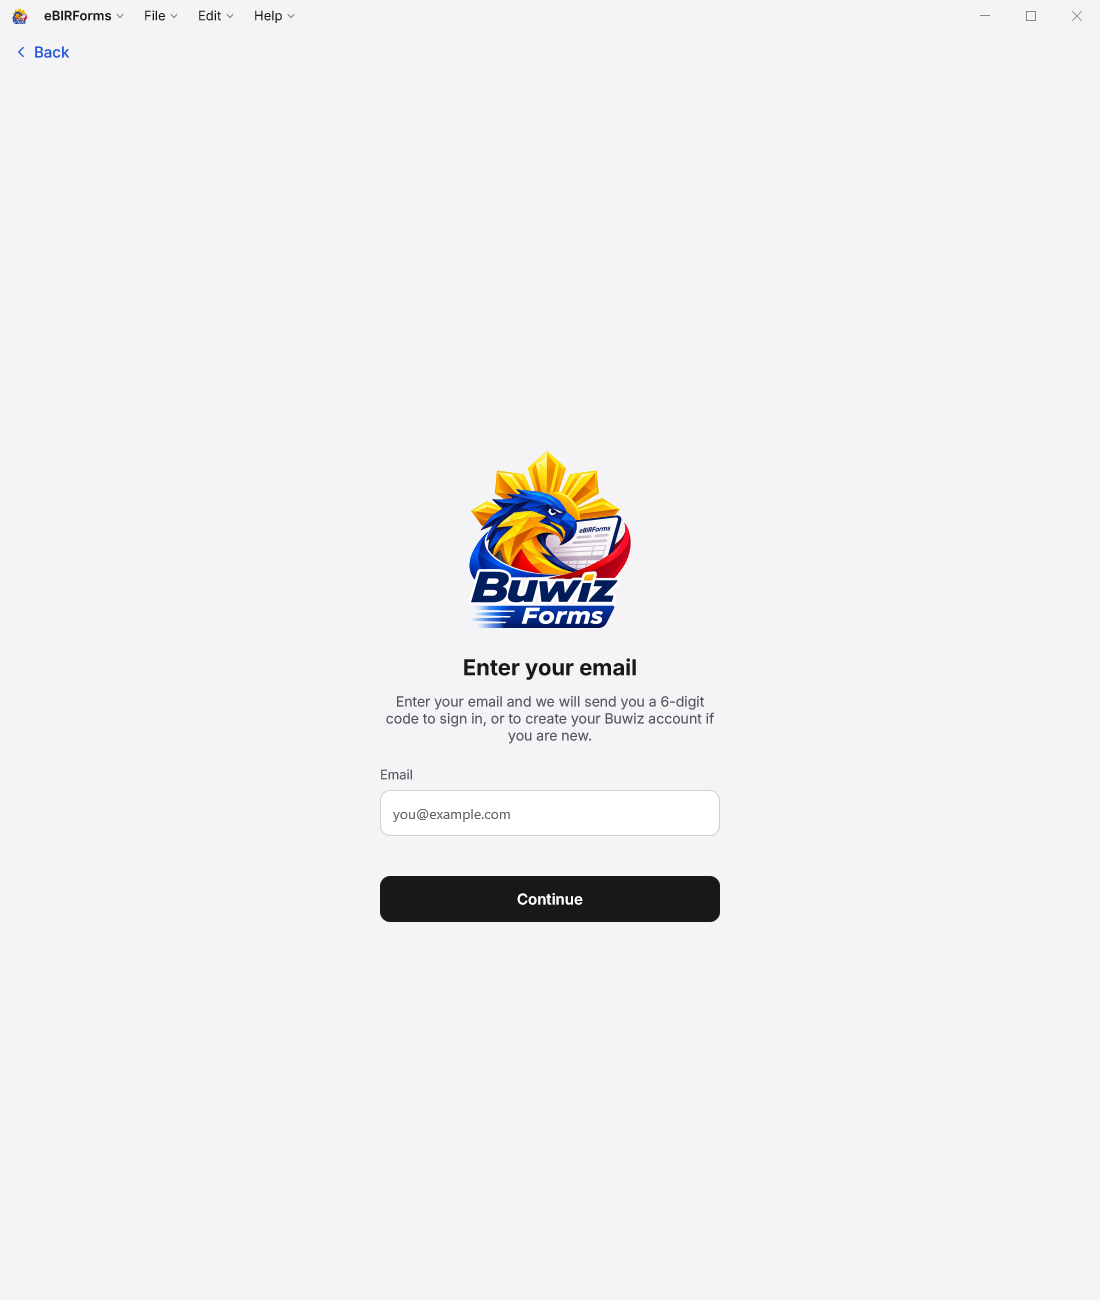 eBIRForms File Edit Help
Back
eBIRForms
Buwiz
Forms
Enter your email
Enter your email and we will send you a 6-digit
code to sign in, or to create your Buwiz account if
you are new.
Email
you@example.com
Continue